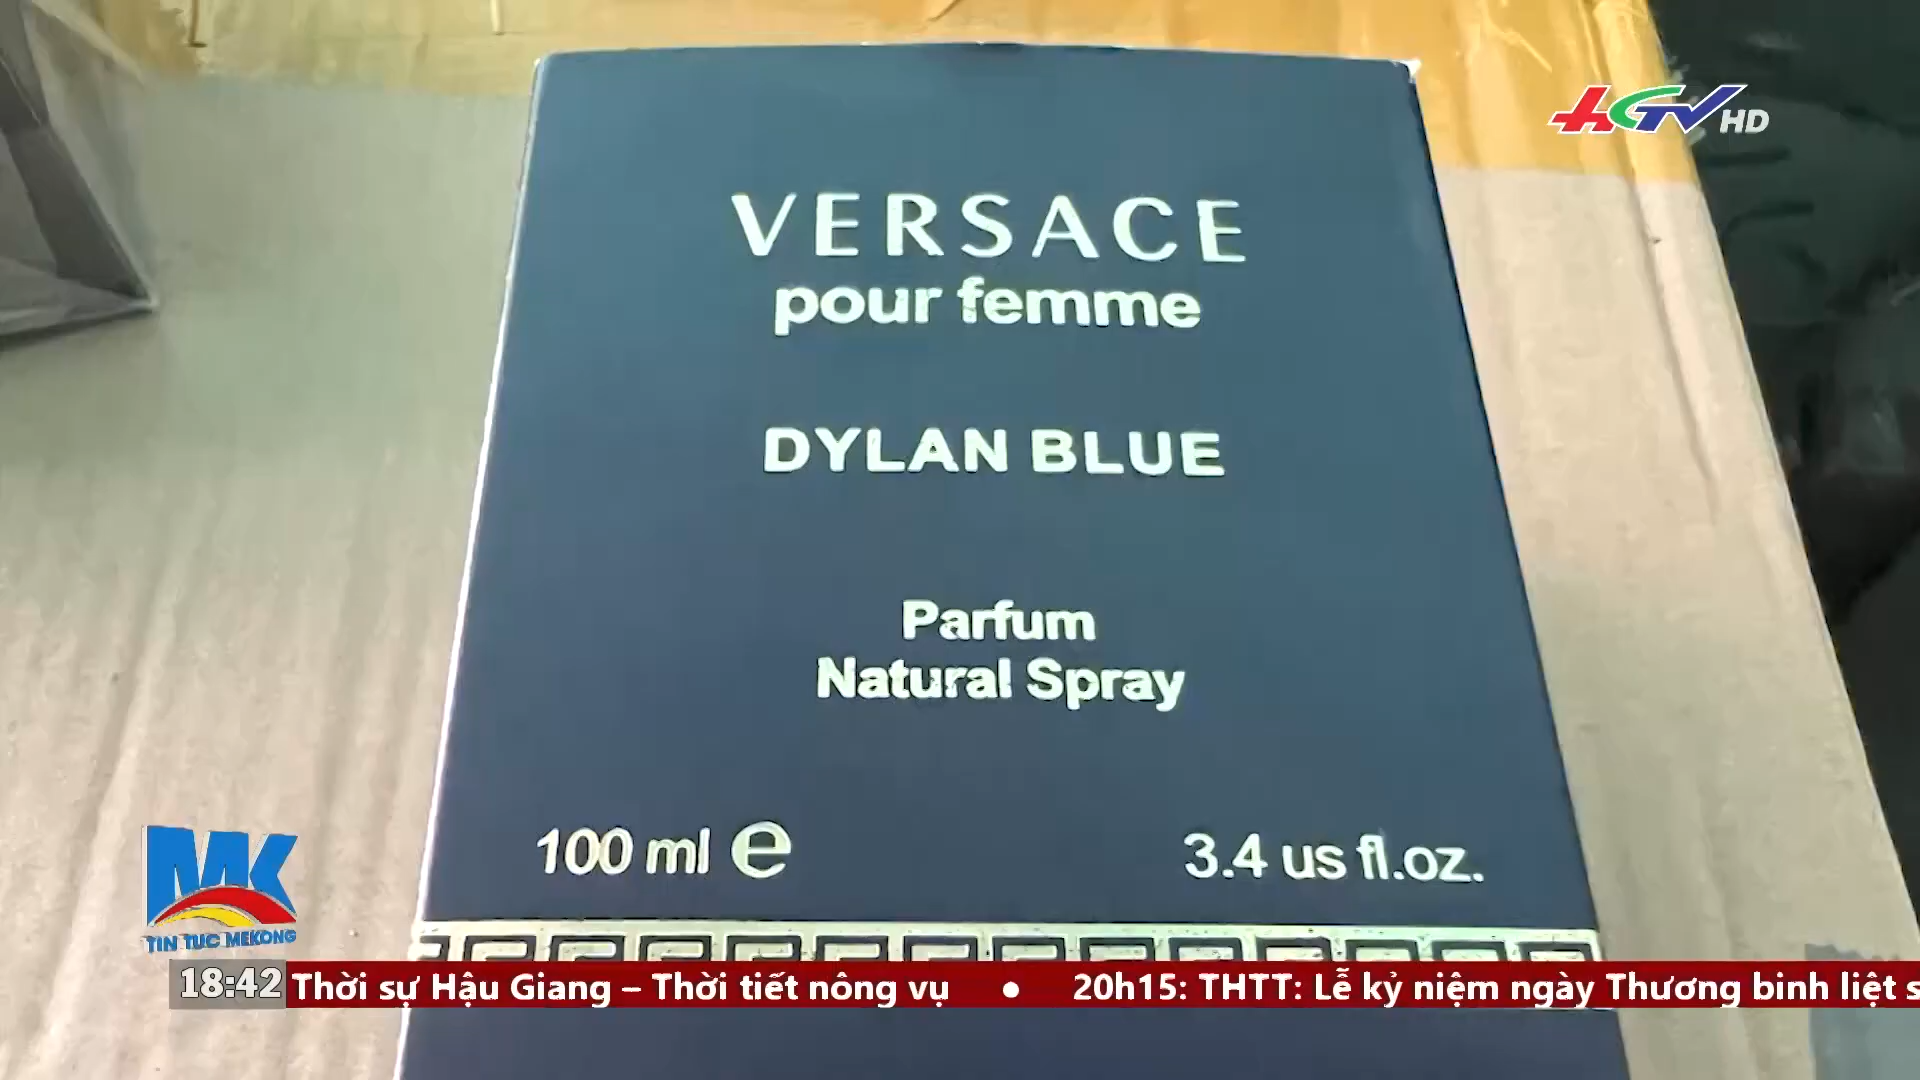 HGTV HD
VERSACE
pour femme
DYLAN BLUE
Parfum
Natural Spray
100 ml e
3.4 us fl.oz.
MK
TIN TUC MEKONG
18:42 Thời sự Hậu Giang – Thời tiết nông vụ • 20h15: THTT: Lễ kỷ niệm ngày Thương binh liệt s